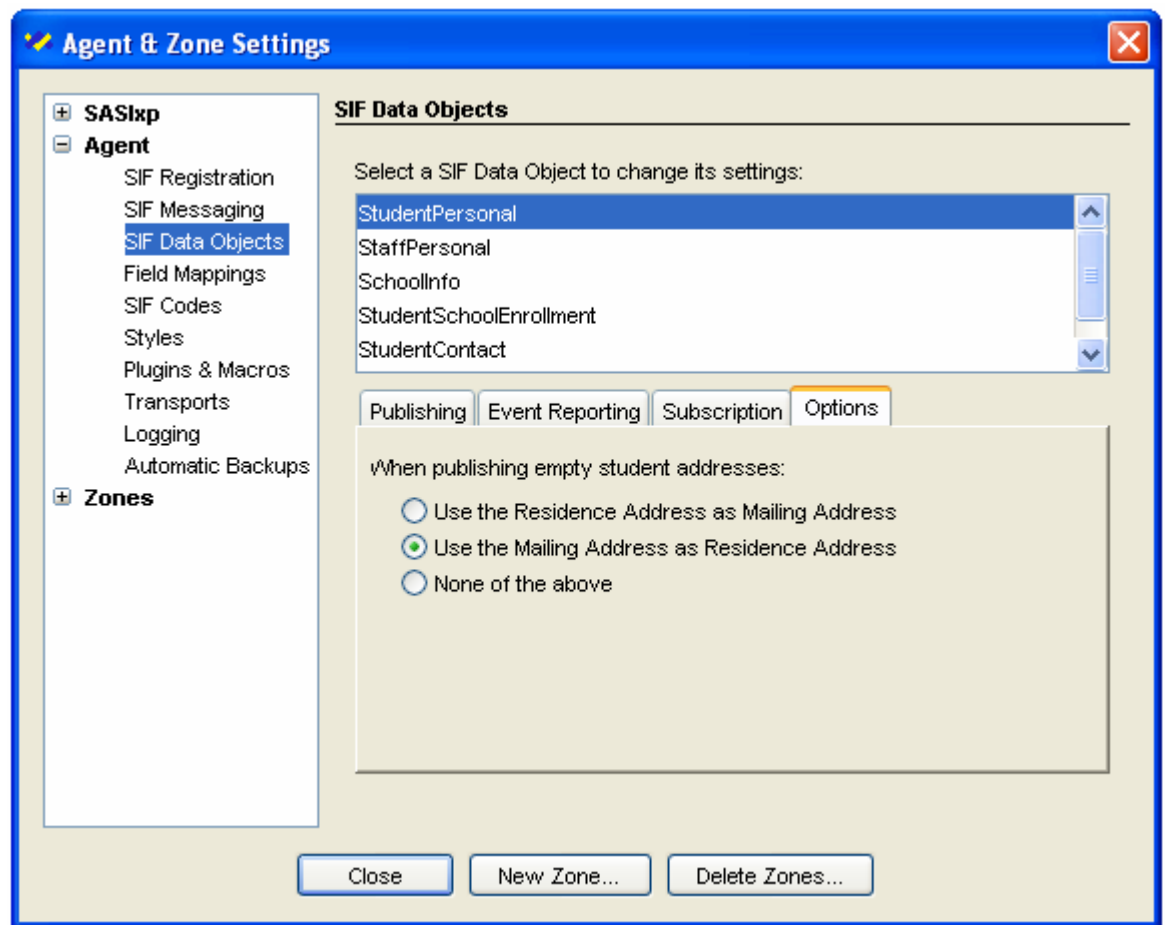 Agent & Zone Settings
SASIxp
Agent
SIF Registration
SIF Messaging
SIF Data Objects
Field Mappings
SIF Codes
Styles
Plugins & Macros
Transports
Logging
Automatic Backups
Zones
SIF Data Objects
Select a SIF Data Object to change its settings:
StudentPersonal
StaffPersonal
SchoolInfo
StudentSchoolEnrollment
StudentContact
Publishing Event Reporting Subscription Options
When publishing empty student addresses:
Use the Residence Address as Mailing Address
Use the Mailing Address as Residence Address
None of the above
Close New Zone... Delete Zones...